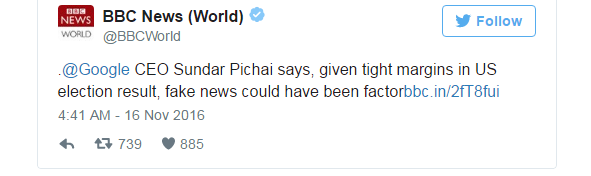 BBC
NEWS
WORLD
BBC News (World)
@BBCWorld
Follow
.@Google CEO Sundar Pichai says, given tight margins in US
election result, fake news could have been factorbbc.in/2fT8fui
4:41 AM - 16 Nov 2016
739 885